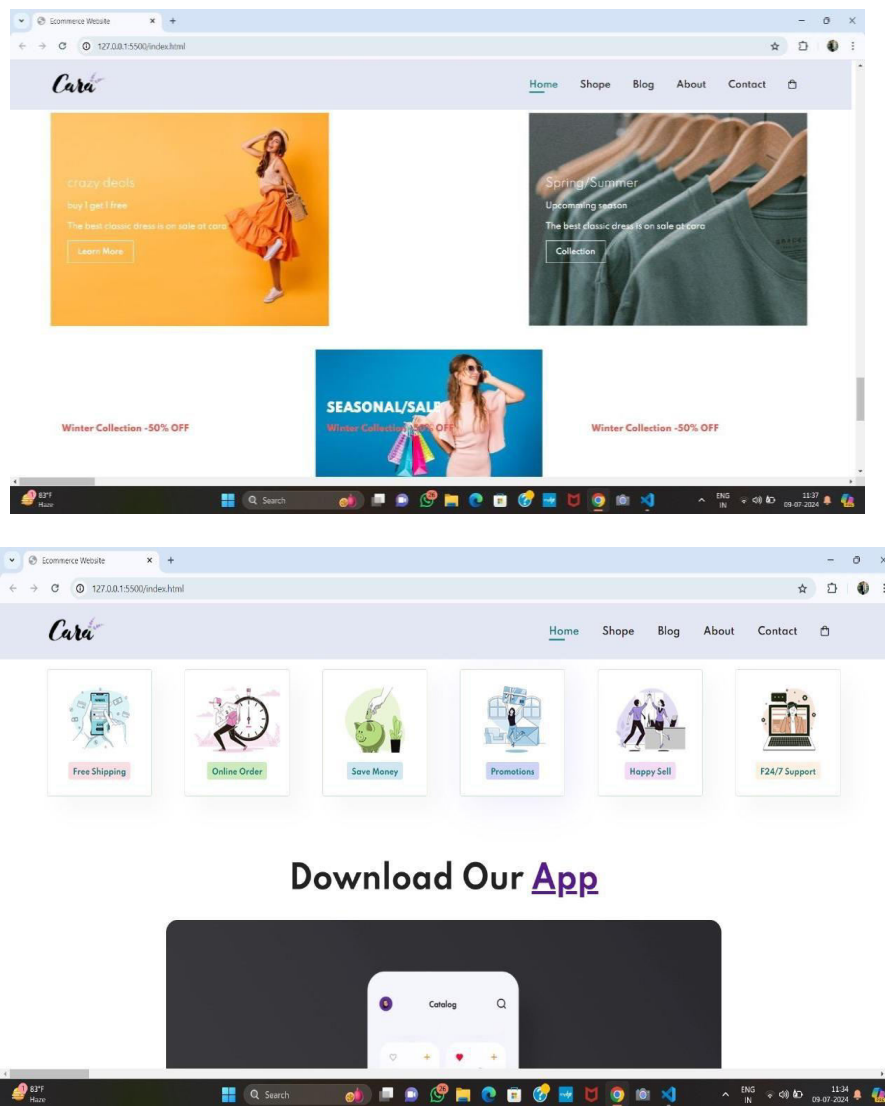 Ecommerce Website
127.0.0.1:5500/index.html
Cara
Home Shope Blog About Contact
crazy deals
buy 1 get 1 free
The best classic dress is on sale at cara
Learn More
Spring/Summer
Upcomming season
The best classic dress is on sale at cara
Collection
SEASONAL/SALE
Winter Collection -50% OFF
Winter Collection -50% OFF
Winter Collection -50% OFF
83°F
Haze
Search
ENG
IN
11:37
09-07-2024
Ecommerce Website
127.0.0.1:5500/index.html
Cara
Home Shope Blog About Contact
Free Shipping
Online Order
Save Money
Promotions
Happy Sell
F24/7 Support
Download Our App
Catalog
83°F
Haze
Search
ENG
IN
11:34
09-07-2024